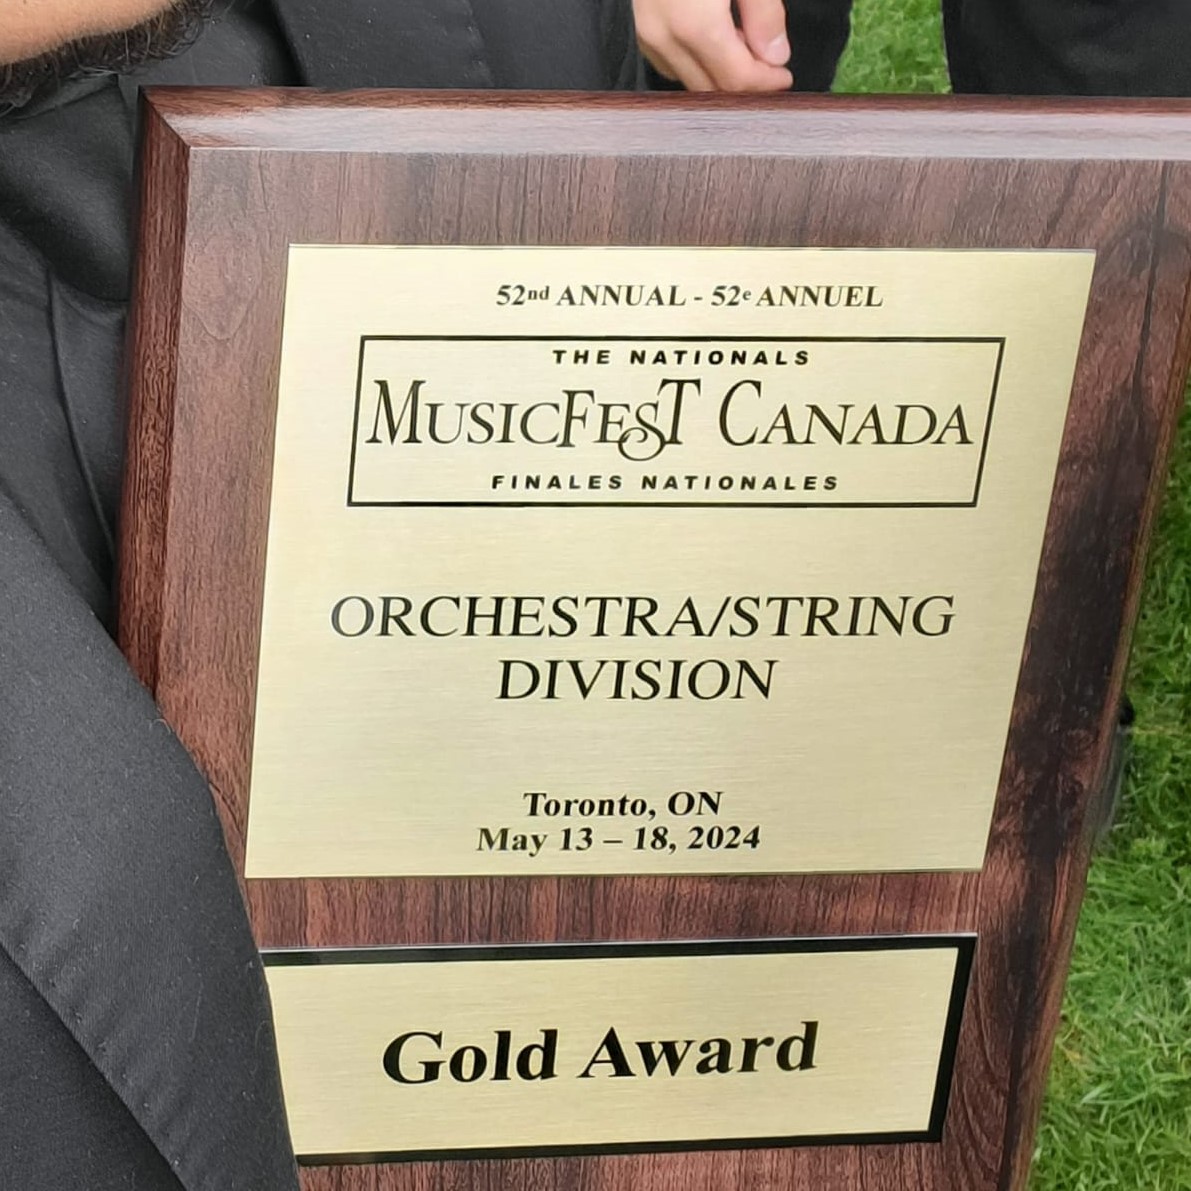 52nd ANNUAL - 52e ANNUEL
THE NATIONALS
MUSICFEST CANADA
FINALES NATIONALES
ORCHESTRA/STRING
DIVISION
Toronto, ON
May 13 – 18, 2024
Gold Award